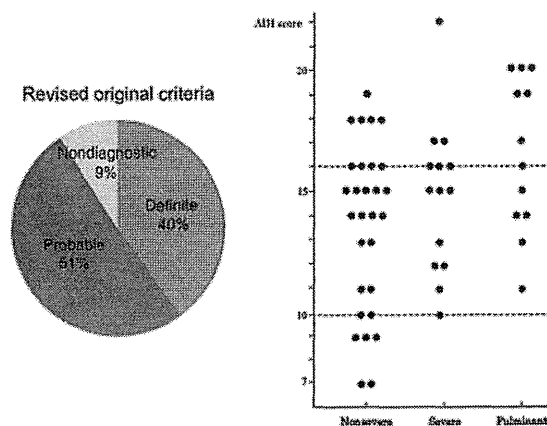 Revised original criteria
Nondiagnostic
9%
Definite
40%
Probable
51%
AIH score
20
15
10
7
Nonsevere
Severe
Fulminant